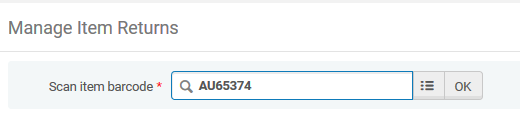 Manage Item Returns
Scan item barcode * AU65374 OK